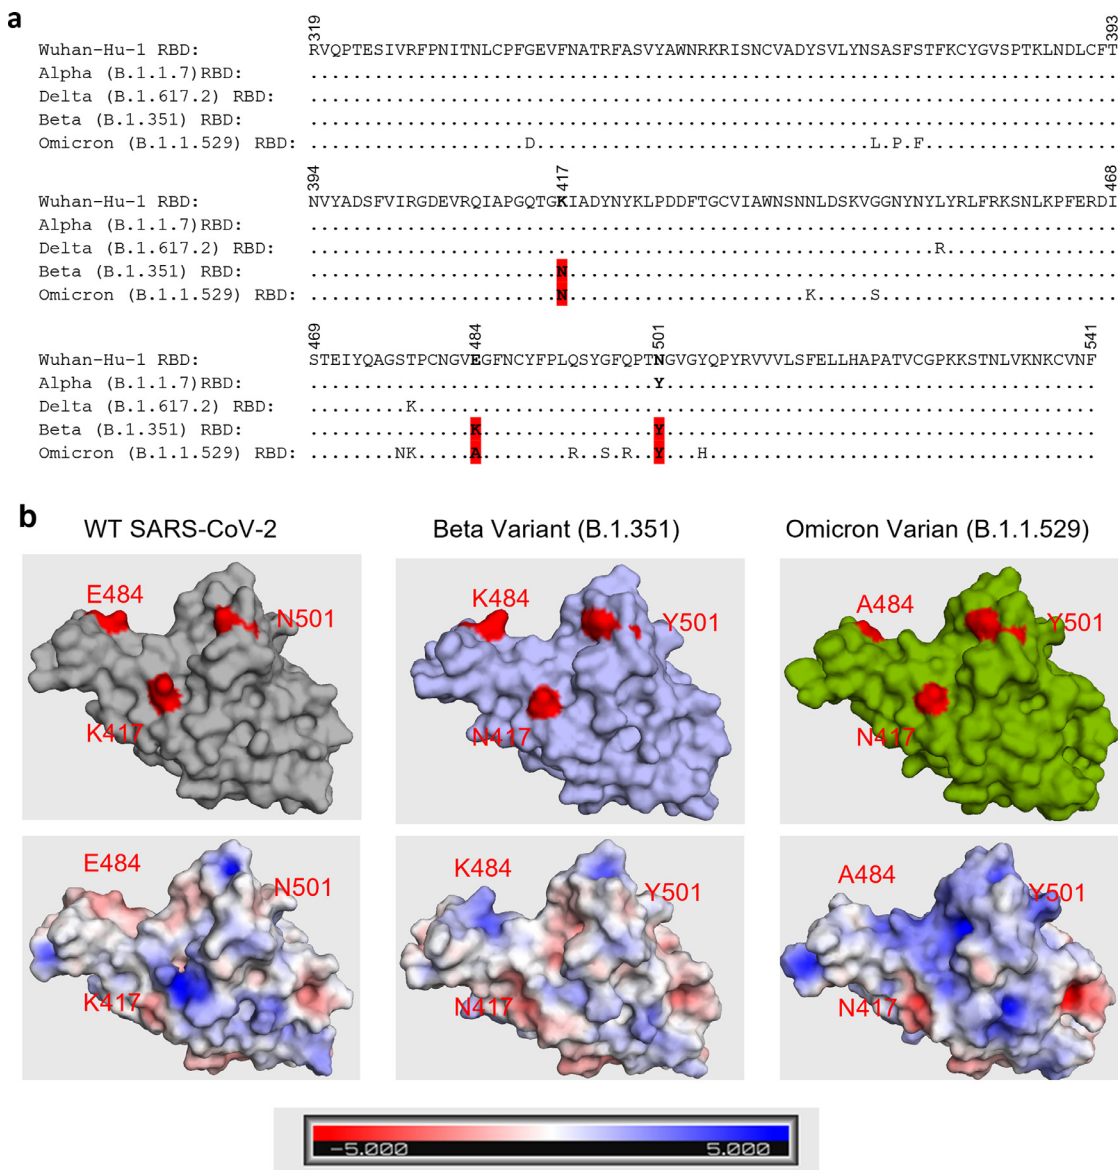 a
319 393
Wuhan-Hu-1 RBD: RVQPTESIVRFPNITNLCPFGEVFNATRFASVYAWNRKRISNCVADYSVLYNSASFSTFKCYGVSPTKLNDLCFT
Alpha (B.1.1.7)RBD: ...........................................................................
Delta (B.1.617.2) RBD: ...........................................................................
Beta (B.1.351) RBD: ...........................................................................
Omicron (B.1.1.529) RBD: ....................D...............................L.P.F..................
394 417 468
Wuhan-Hu-1 RBD: NVYADSFVIRGDEVRQIAPGQTGKIADYNYKLPDDFTGCVIAWNSNNLDSKVGGNYNYLYRLFRKSNLKPFERDI
Alpha (B.1.1.7)RBD: ...........................................................................
Delta (B.1.617.2) RBD: ..........................................................R................
Beta (B.1.351) RBD: .......................N...................................................
Omicron (B.1.1.529) RBD: .......................N......................K.....S......................
469 484 501 541
Wuhan-Hu-1 RBD: STEIYQAGSTPCNGVEGFNCYFPLQSYGFQPTNGVGYQPYRVVVLSFELLHAPATVCGPKKSTNLVKNKCVNF
Alpha (B.1.1.7)RBD: ................................Y........................................
Delta (B.1.617.2) RBD: .........K...............................................................
Beta (B.1.351) RBD: ...............K................Y........................................
Omicron (B.1.1.529) RBD: ........NK.....A........R..S.R..Y...H....................................
b
WT SARS-CoV-2
Beta Variant (B.1.351)
Omicron Varian (B.1.1.529)
E484
N501
K417
K484
Y501
N417
A484
Y501
N417
E484
N501
K417
K484
Y501
N417
A484
Y501
N417
-5.000 5.000